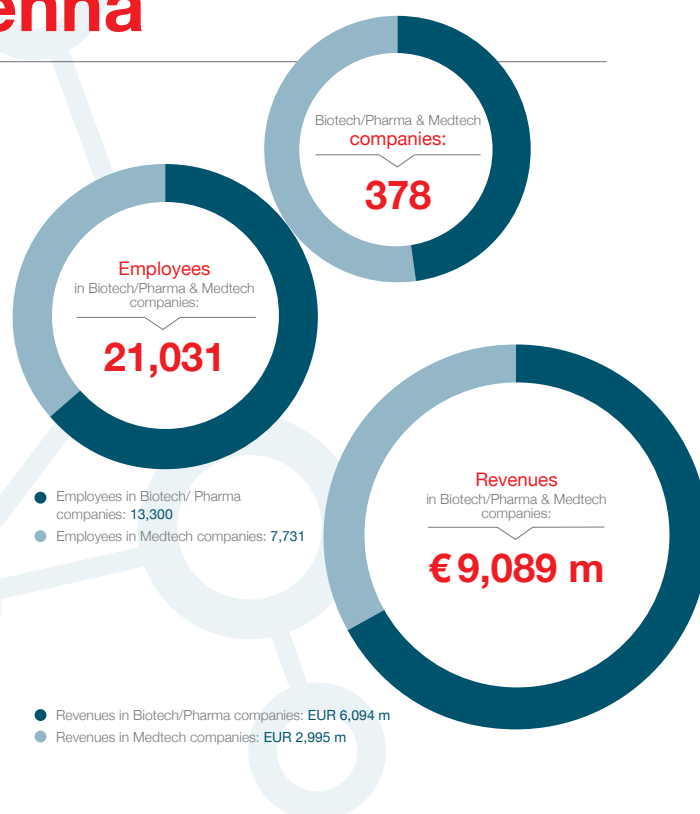 enna
Biotech/Pharma & Medtech
companies:
378
Employees
in Biotech/Pharma & Medtech
companies:
21,031
Employees in Biotech/ Pharma
companies: 13,300
Employees in Medtech companies: 7,731
Revenues
in Biotech/Pharma & Medtech
companies:
€ 9,089 m
Revenues in Biotech/Pharma companies: EUR 6,094 m
Revenues in Medtech companies: EUR 2,995 m